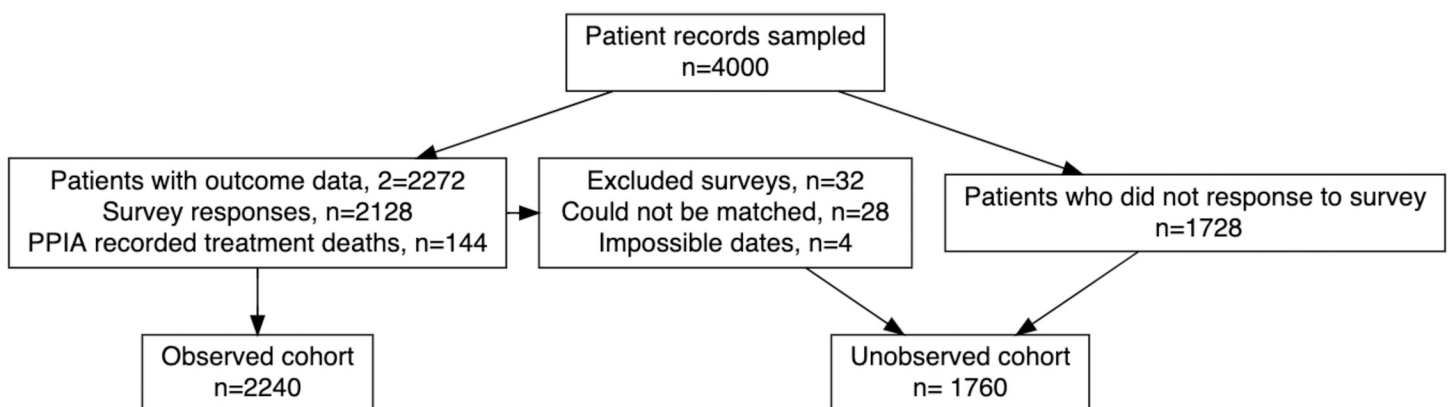 Patient records sampled
n=4000
Patients with outcome data, 2=2272
Survey responses, n=2128
PPIA recorded treatment deaths, n=144
Excluded surveys, n=32
Could not be matched, n=28
Impossible dates, n=4
Patients who did not response to survey
n=1728
Observed cohort
n=2240
Unobserved cohort
n= 1760